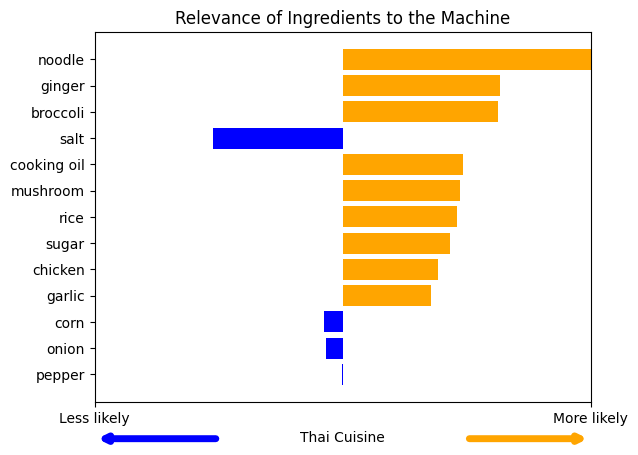 Relevance of Ingredients to the Machine
noodle
ginger
broccoli
salt
cooking oil
mushroom
rice
sugar
chicken
garlic
corn
onion
pepper
Less likely
More likely
Thai Cuisine